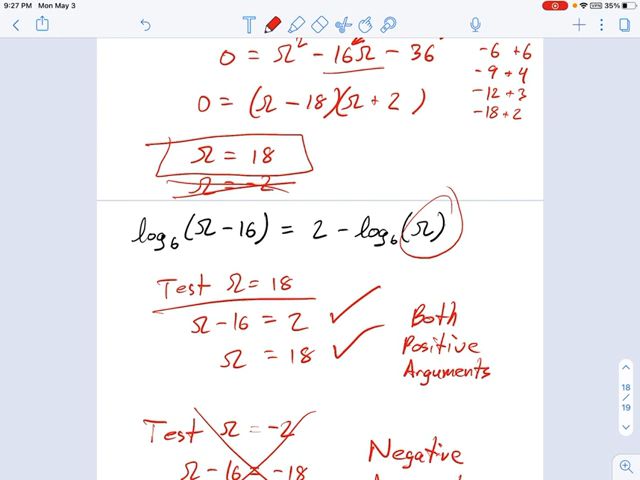 9:27 PM Mon May 3
35%
0 = Ω² - 16Ω - 36
-6 +6
-9 +4
-12 +3
-18 +2
0 = (Ω - 18)(Ω + 2)
Ω = 18
Ω = -2
log₆(Ω - 16) = 2 - log₆(Ω)
Test Ω = 18
Ω - 16 = 2 ✓
Ω = 18 ✓
Both
Positive
Arguments
Test Ω = -2
Ω - 16 = -18
Negative
18
/
19